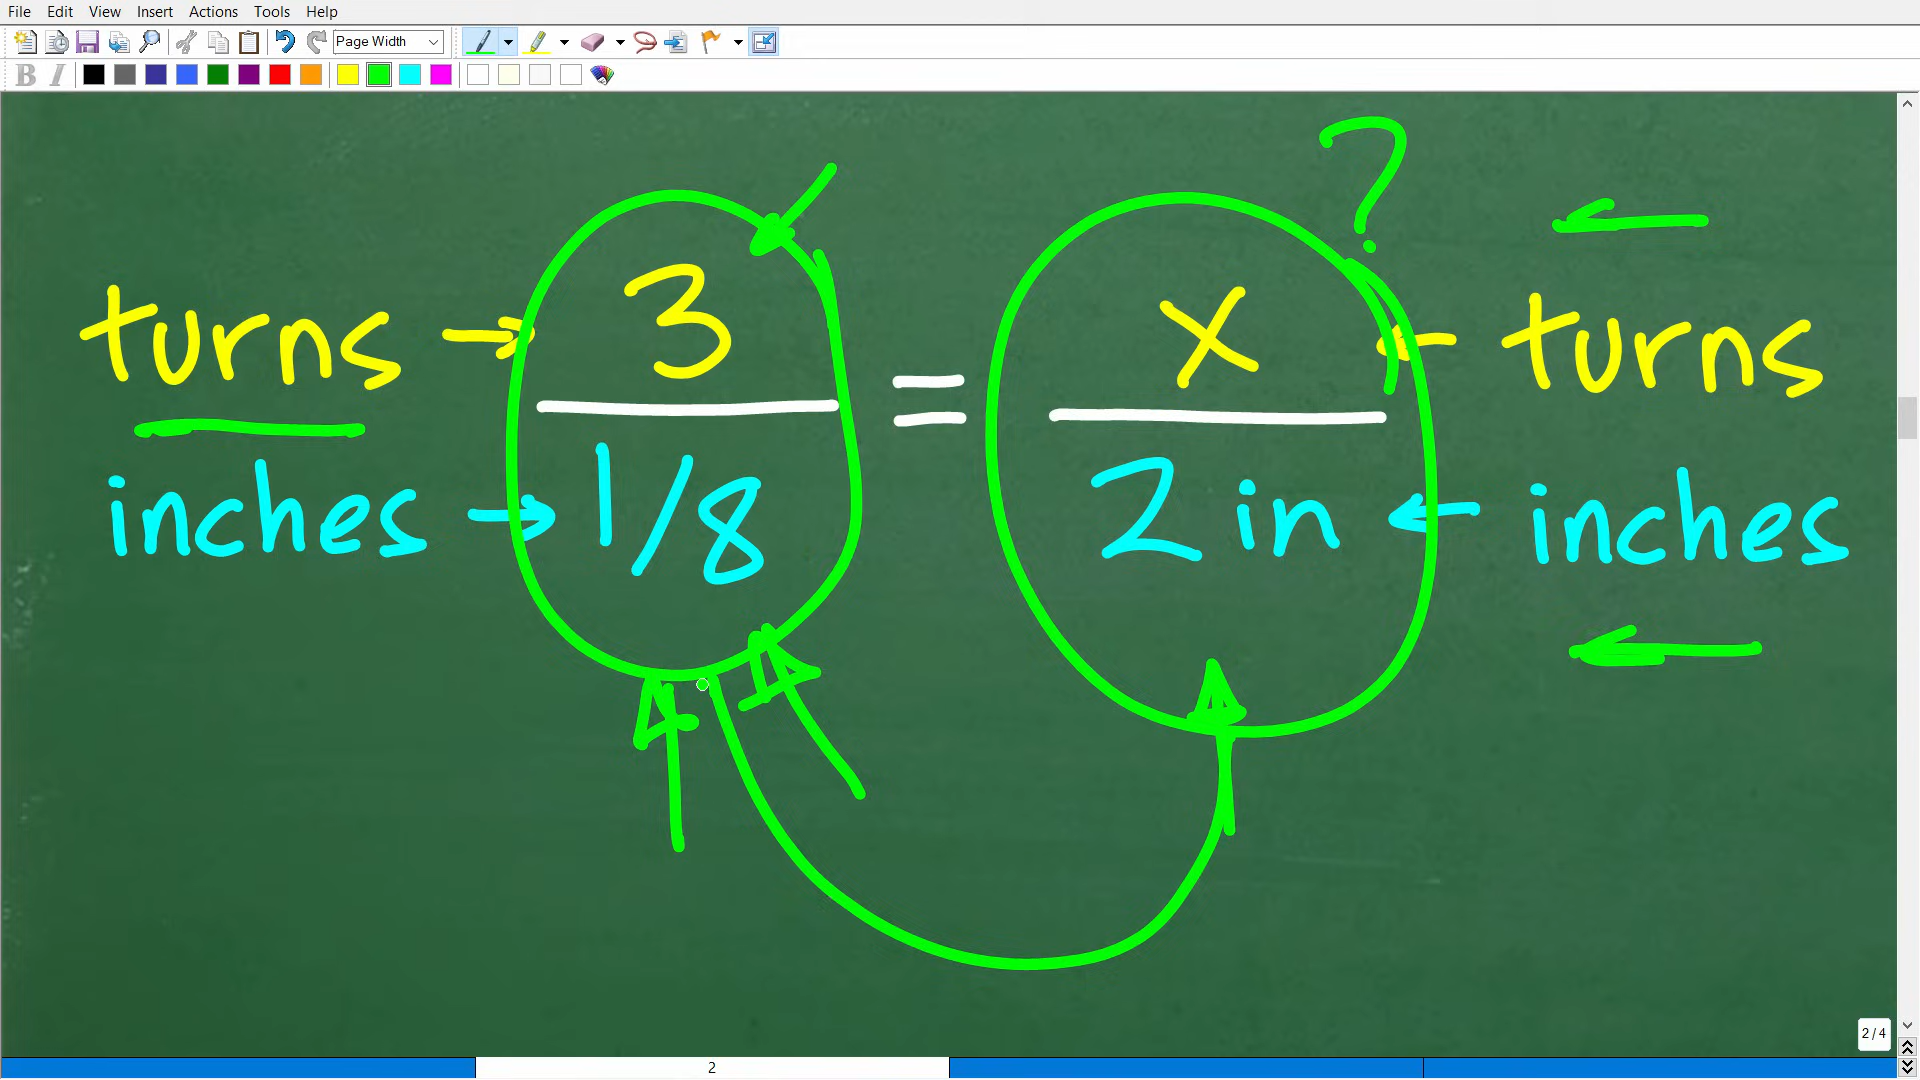 File Edit View Insert Actions Tools Help
Page Width
B I
?
turns → 3 = x ← turns
inches → 1/8 2 in ← inches
2 / 4
2